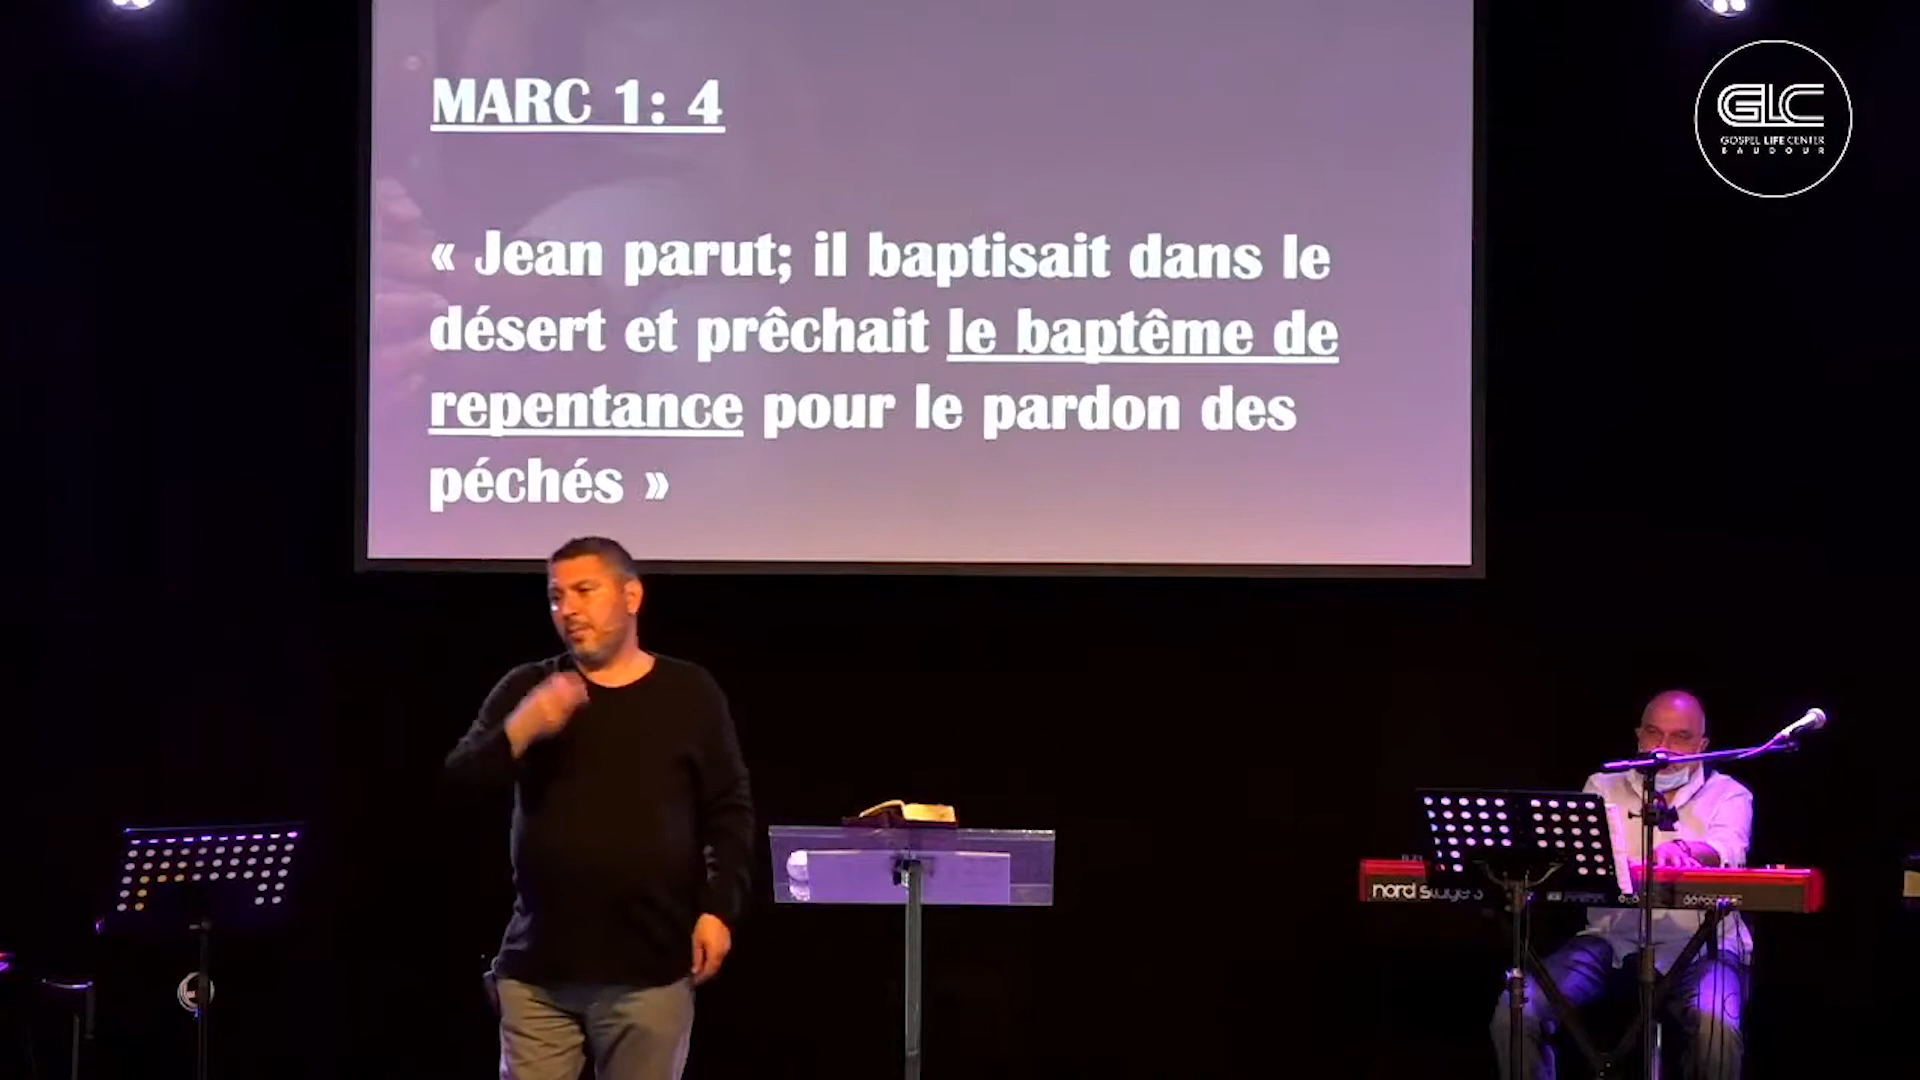 MARC 1: 4
« Jean parut; il baptisait dans le
désert et prêchait le baptême de
repentance pour le pardon des
péchés »
GLC
GOSPEL LIFE CENTER
BAUDOUR
nord stage 3